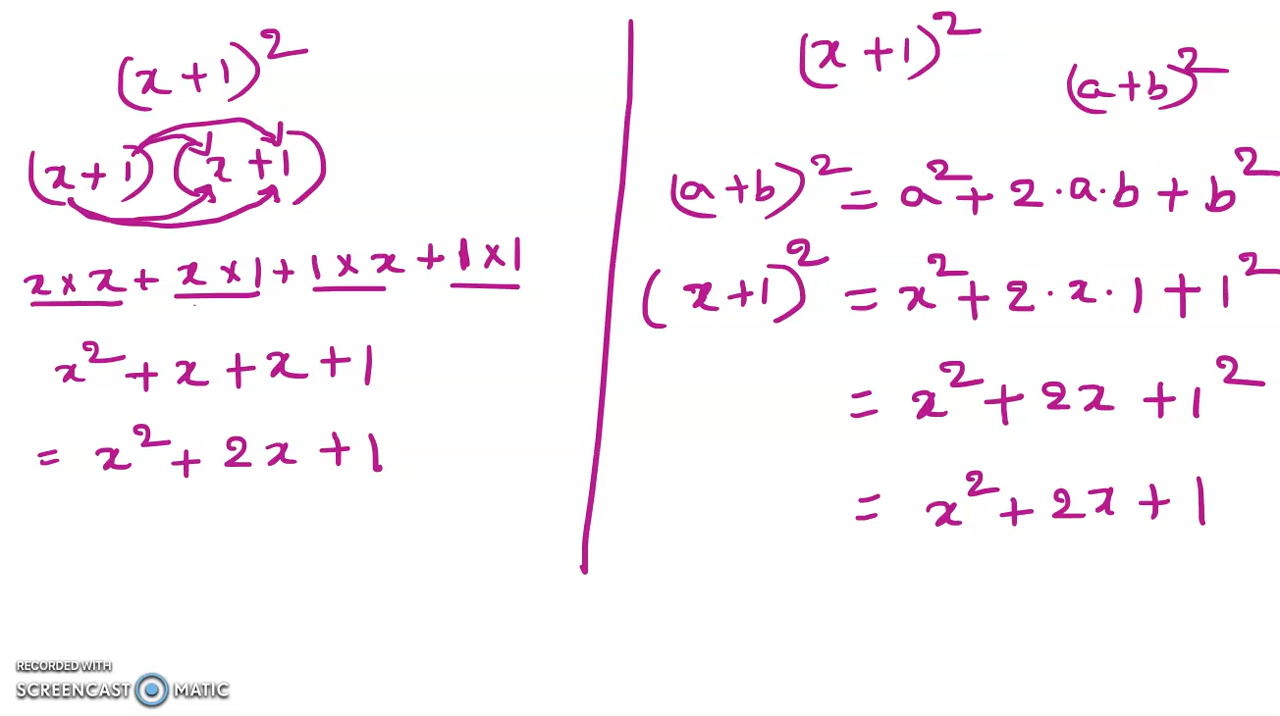 (x+1)²
(x+1)(x+1)
x×x + x×1 + 1×x + 1×1
x² + x + x + 1
= x² + 2x + 1
(x+1)²
(a+b)²
(a+b)² = a² + 2·a·b + b²
(x+1)² = x² + 2·x·1 + 1²
= x² + 2x + 1²
= x² + 2x + 1
RECORDED WITH
SCREENCAST MATIC